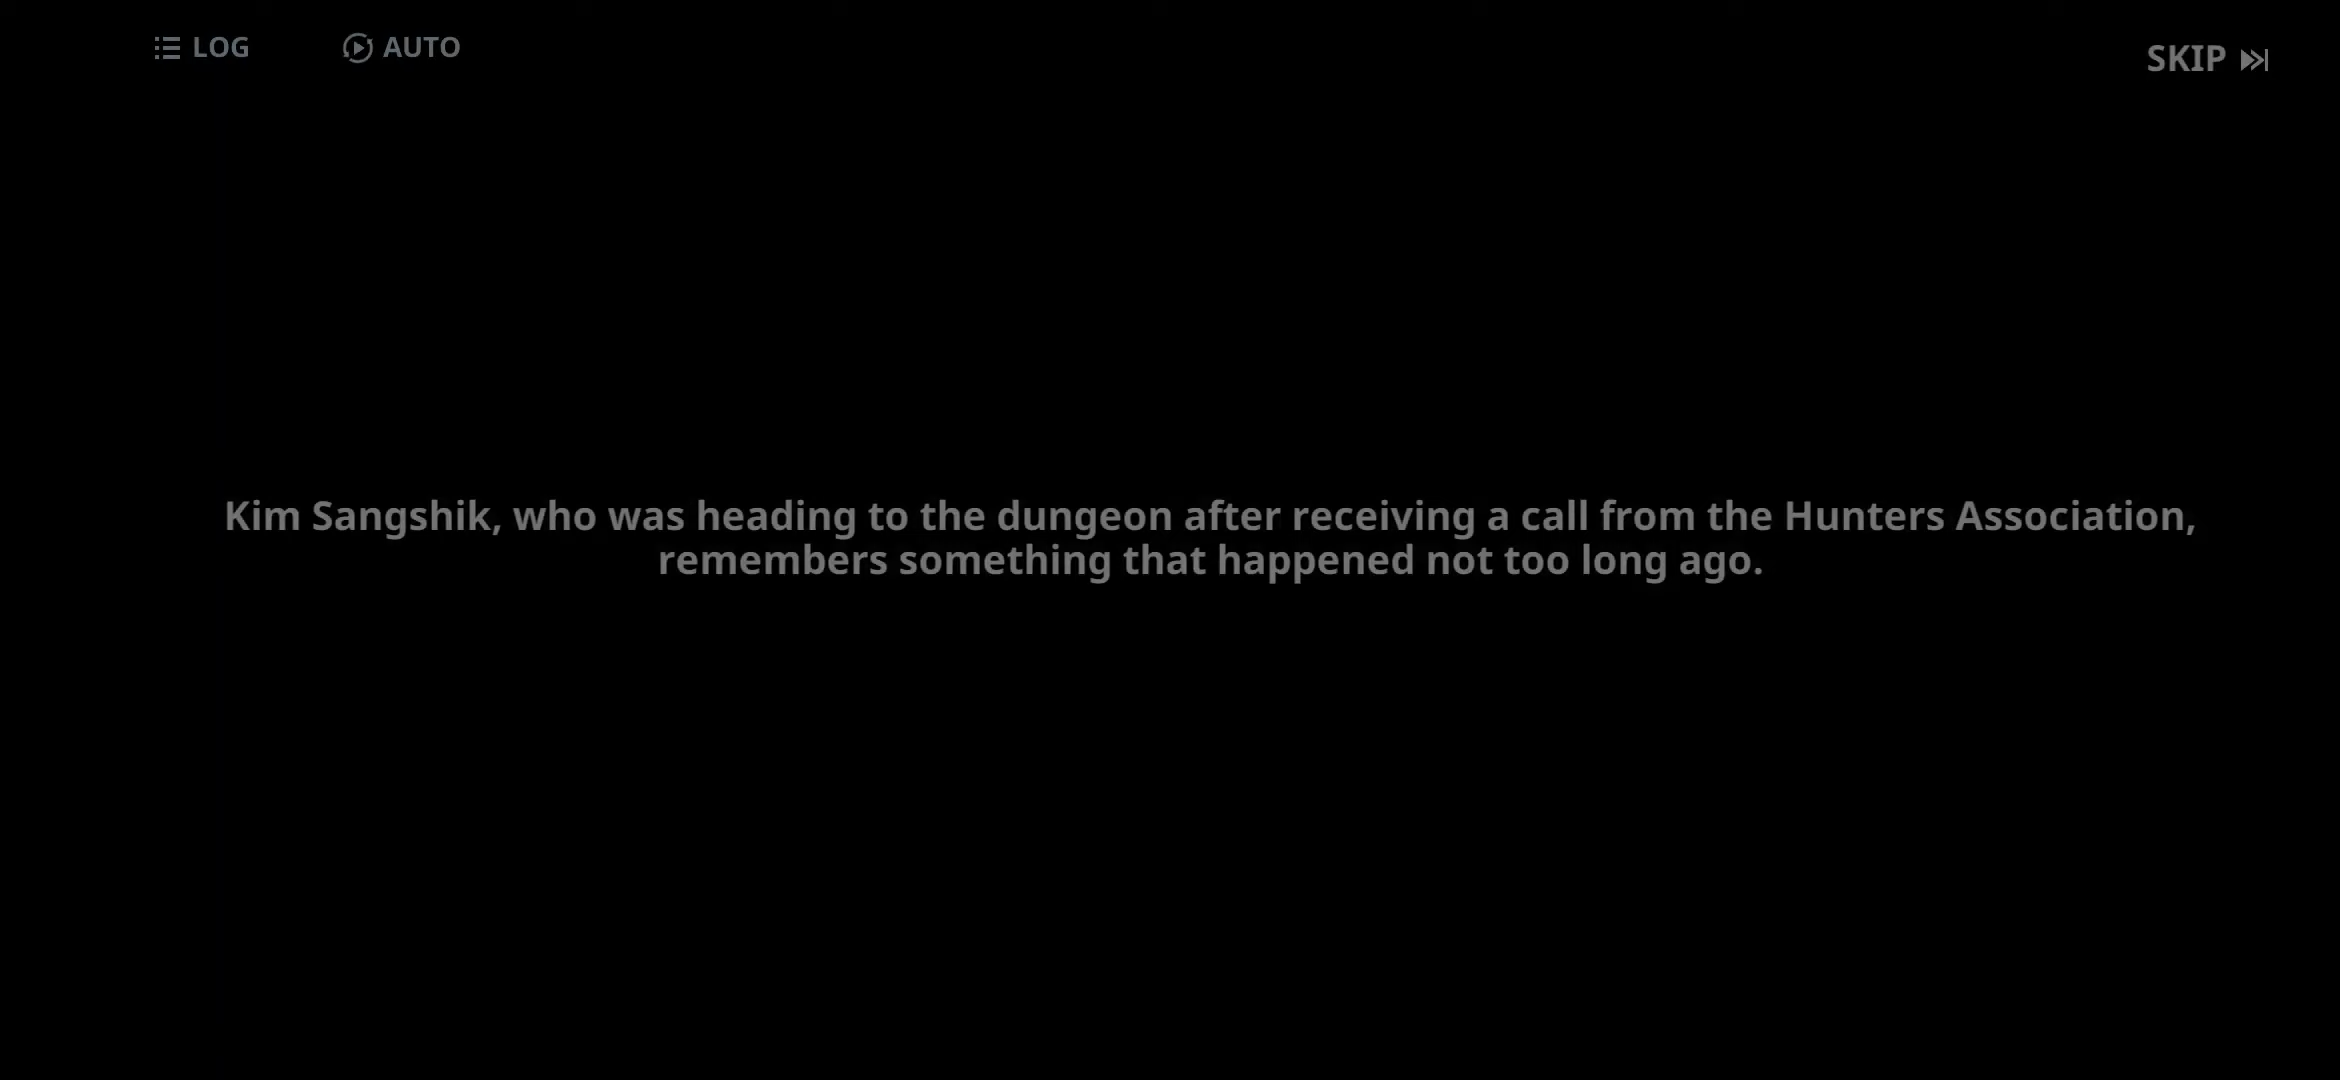 LOG
AUTO
SKIP
Kim Sangshik, who was heading to the dungeon after receiving a call from the Hunters Association,
remembers something that happened not too long ago.